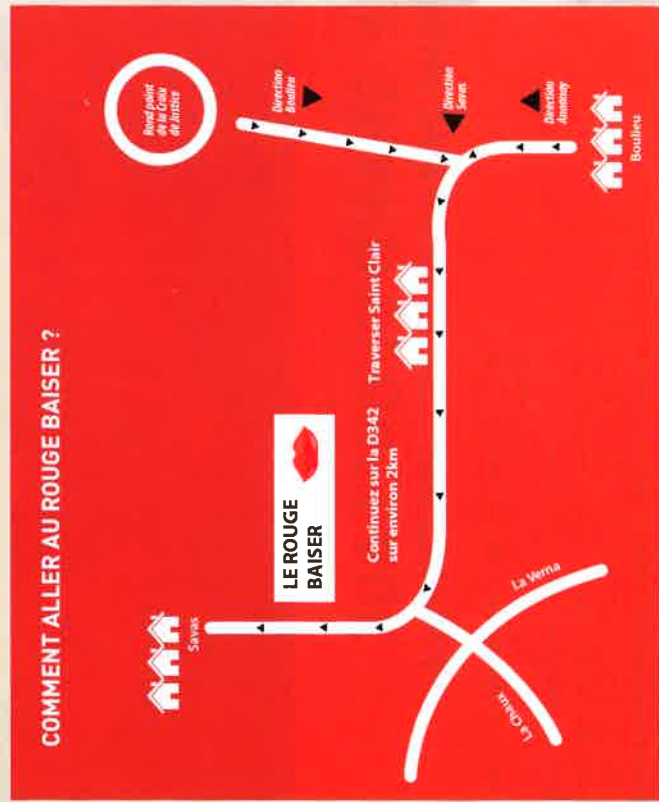 COMMENT ALLER AU ROUGE BAISER ?
Savas
LE ROUGE
BAISER
Continuez sur la D342
sur environ 2km
Traverser Saint Clair
Rond point
de la Croix
de Justice
Direction
Boulieu
Direction
Savas
Direction
Annonay
Boulieu
La Verna
La Chaux